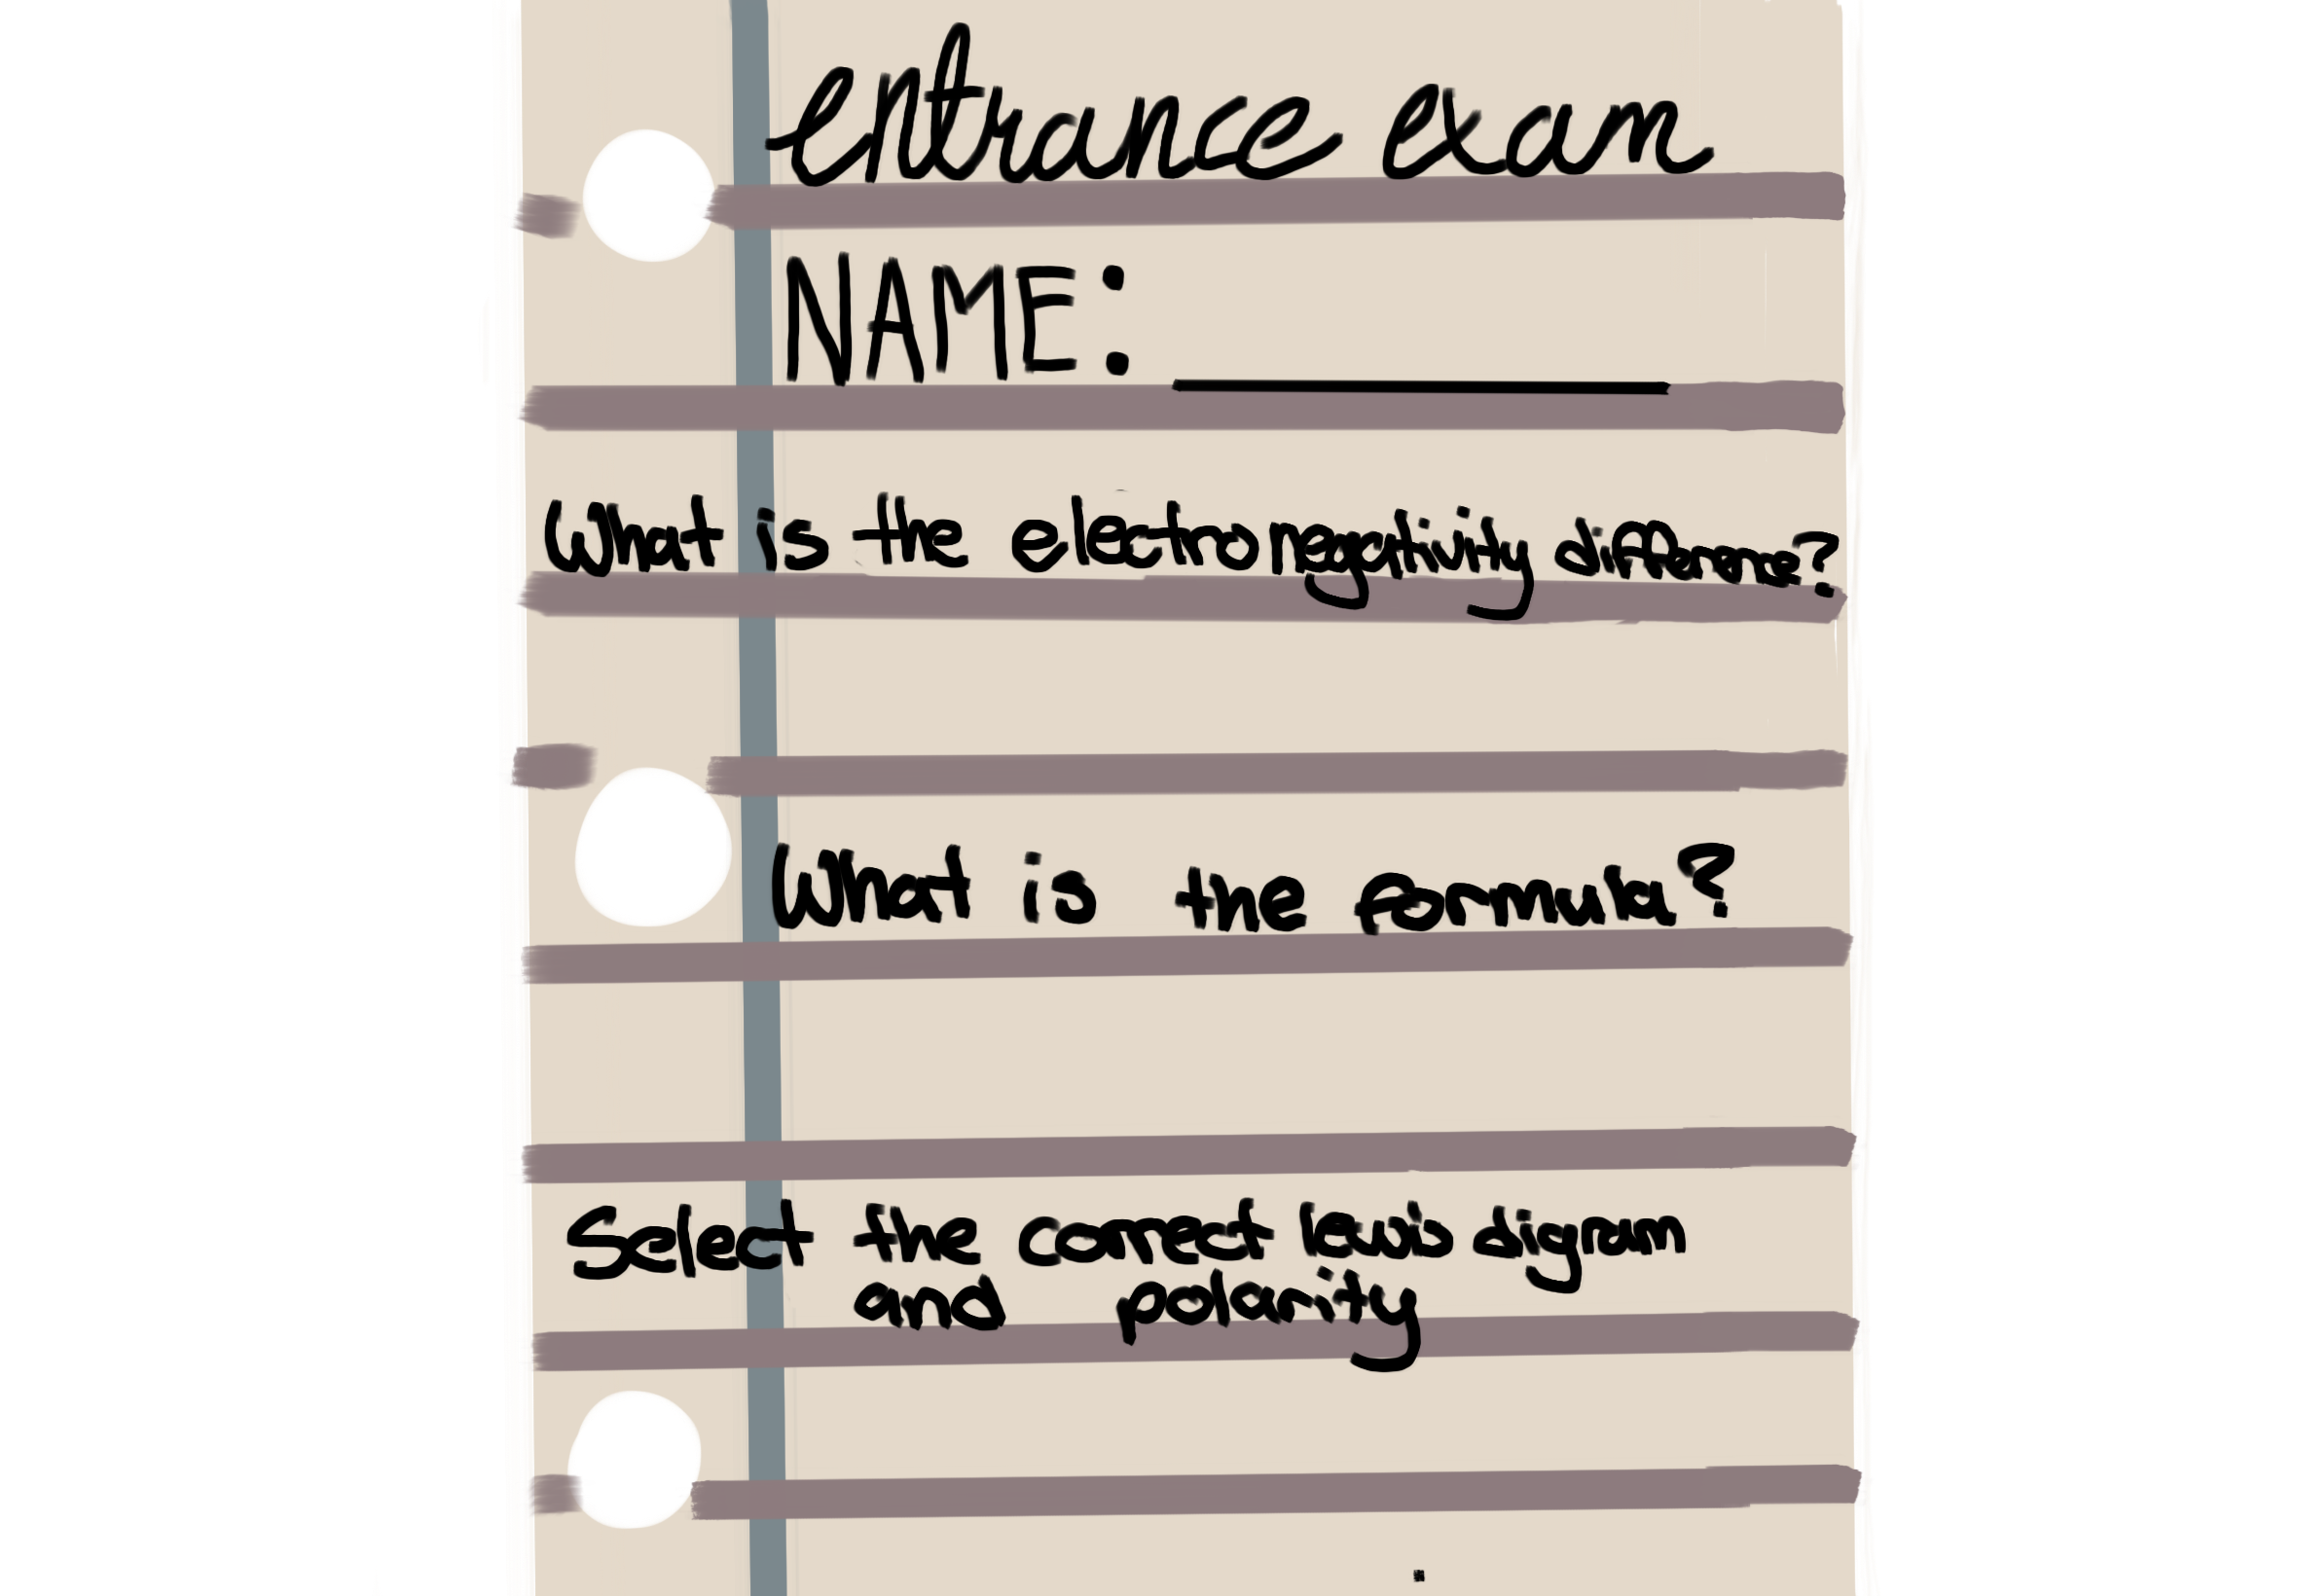 entrance exam
NAME:
What is the electronegativity difference?
What is the formula?
Select the correct lewis digram
and polarity